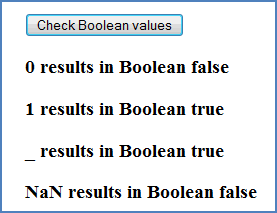 Check Boolean values
0 results in Boolean false
1 results in Boolean true
_ results in Boolean true
NaN results in Boolean false